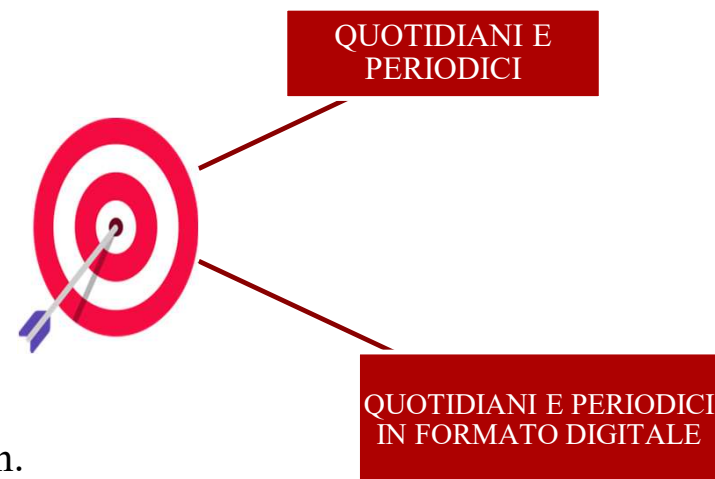 QUOTIDIANI E
PERIODICI
QUOTIDIANI E PERIODICI
IN FORMATO DIGITALE
n.